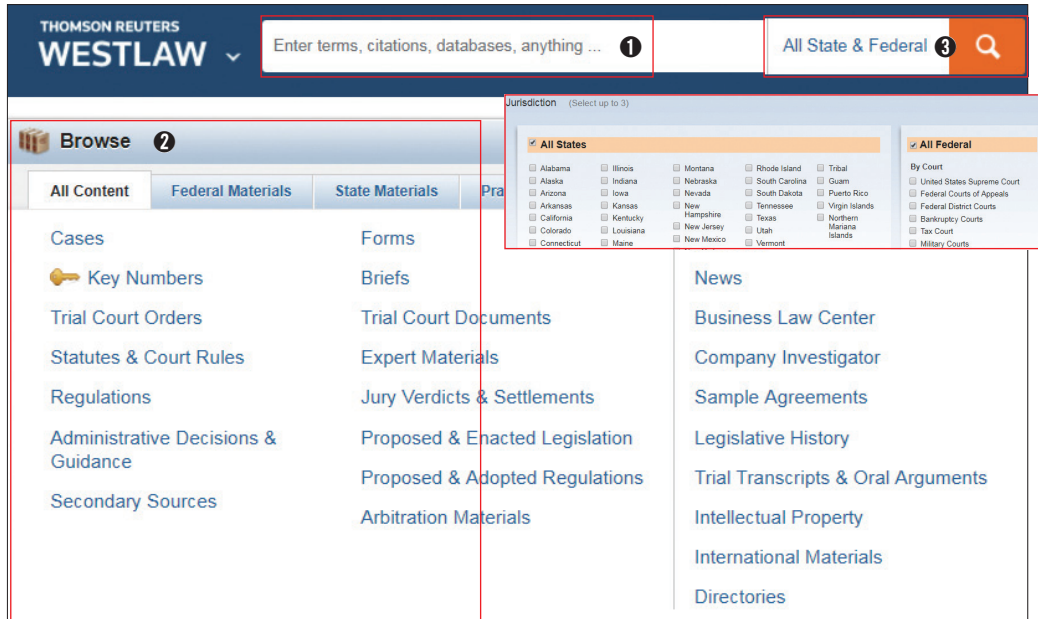 THOMSON REUTERS
WESTLAW
Enter terms, citations, databases, anything ... ❶
All State & Federal ❸
Jurisdiction (Select up to 3)
All States
Alabama
Alaska
Arizona
Arkansas
California
Colorado
Connecticut
Illinois
Indiana
Iowa
Kansas
Kentucky
Louisiana
Maine
Montana
Nebraska
Nevada
New
Hampshire
New Jersey
New Mexico
Rhode Island
South Carolina
South Dakota
Tennessee
Texas
Utah
Vermont
Tribal
Guam
Puerto Rico
Virgin Islands
Northern
Mariana
Islands
All Federal
By Court
United States Supreme Court
Federal Courts of Appeals
Federal District Courts
Bankruptcy Courts
Tax Court
Military Courts
Browse ❷
All Content
Federal Materials
State Materials
Pra
Cases
Key Numbers
Trial Court Orders
Statutes & Court Rules
Regulations
Administrative Decisions &
Guidance
Secondary Sources
Forms
Briefs
Trial Court Documents
Expert Materials
Jury Verdicts & Settlements
Proposed & Enacted Legislation
Proposed & Adopted Regulations
Arbitration Materials
News
Business Law Center
Company Investigator
Sample Agreements
Legislative History
Trial Transcripts & Oral Arguments
Intellectual Property
International Materials
Directories